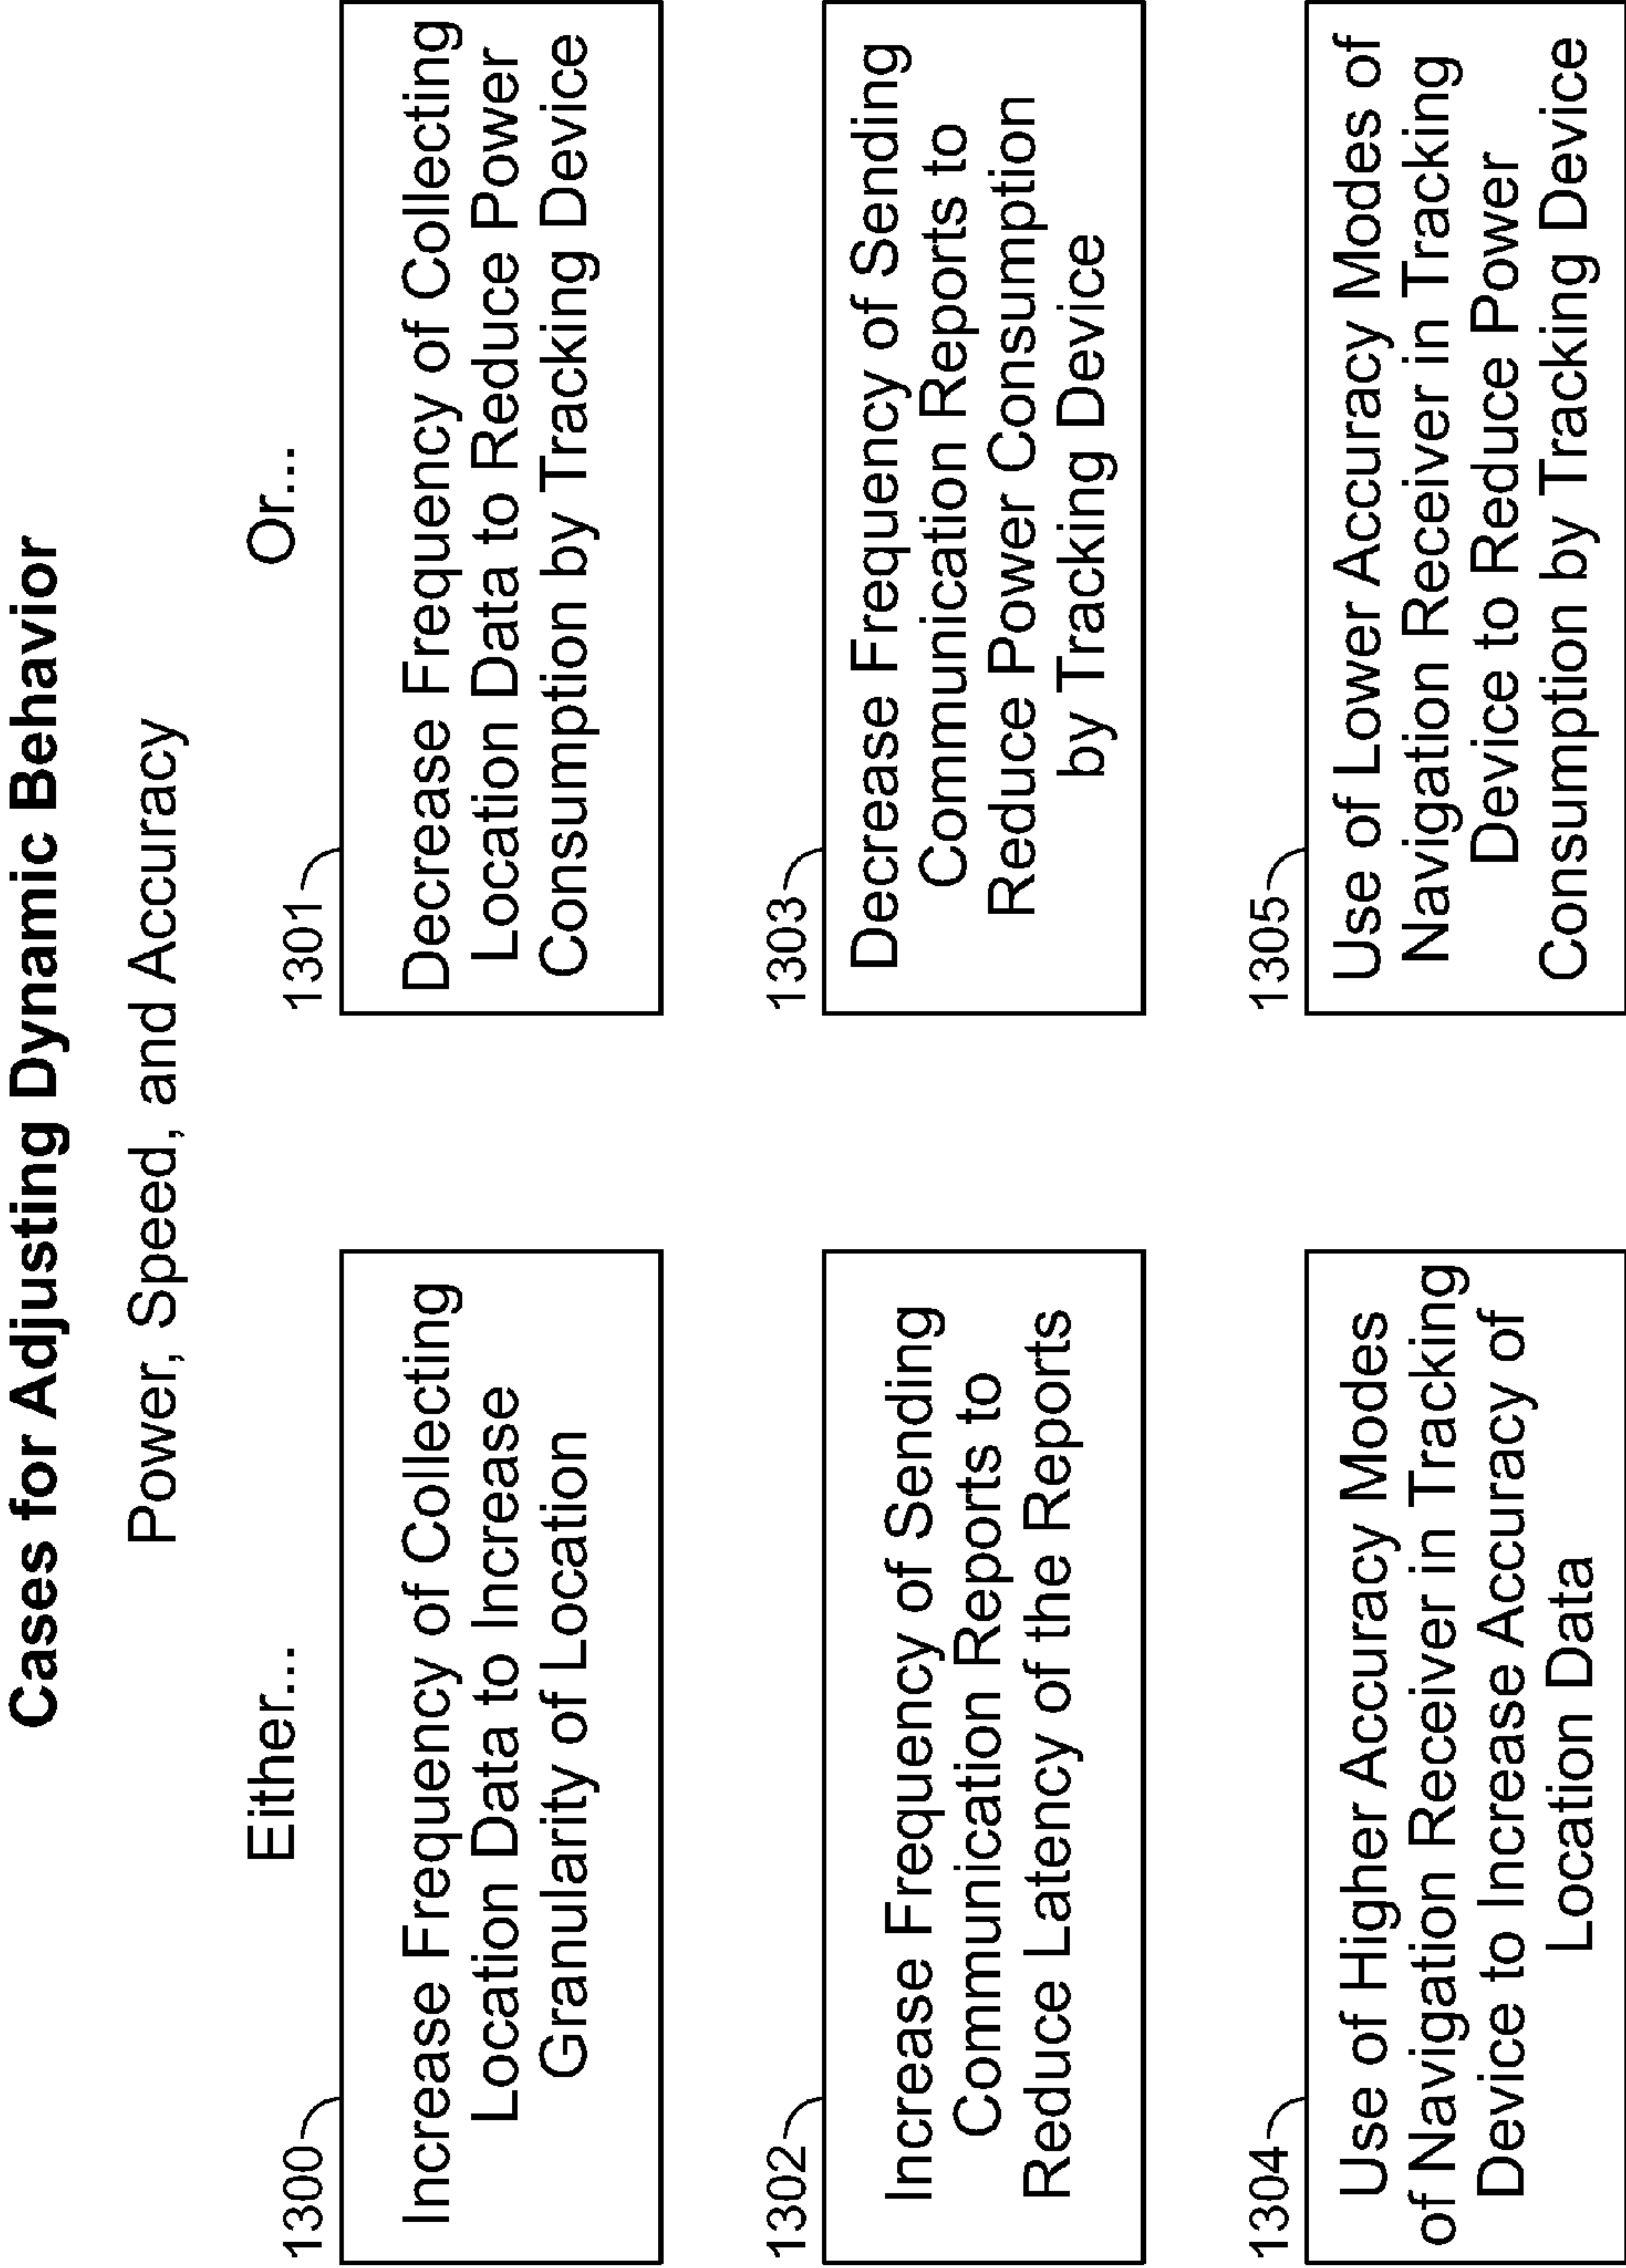 Cases for Adjusting Dynamic Behavior
Power, Speed, and Accuracy
Either...
Or...
1300
Increase Frequency of Collecting
Location Data to Increase
Granularity of Location
1301
Decrease Frequency of Collecting
Location Data to Reduce Power
Consumption by Tracking Device
1302
Increase Frequency of Sending
Communication Reports to
Reduce Latency of the Reports
1303
Decrease Frequency of Sending
Communication Reports to
Reduce Power Consumption
by Tracking Device
1304
Use of Higher Accuracy Modes
of Navigation Receiver in Tracking
Device to Increase Accuracy of
Location Data
1305
Use of Lower Accuracy Modes of
Navigation Receiver in Tracking
Device to Reduce Power
Consumption by Tracking Device